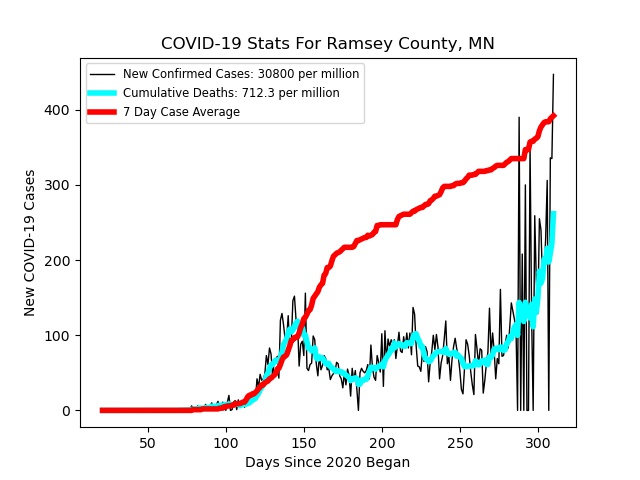 COVID-19 Stats For Ramsey County, MN
New Confirmed Cases: 30800 per million
Cumulative Deaths: 712.3 per million
7 Day Case Average
New COVID-19 Cases
400
300
200
100
0
50
100
150
200
250
300
Days Since 2020 Began